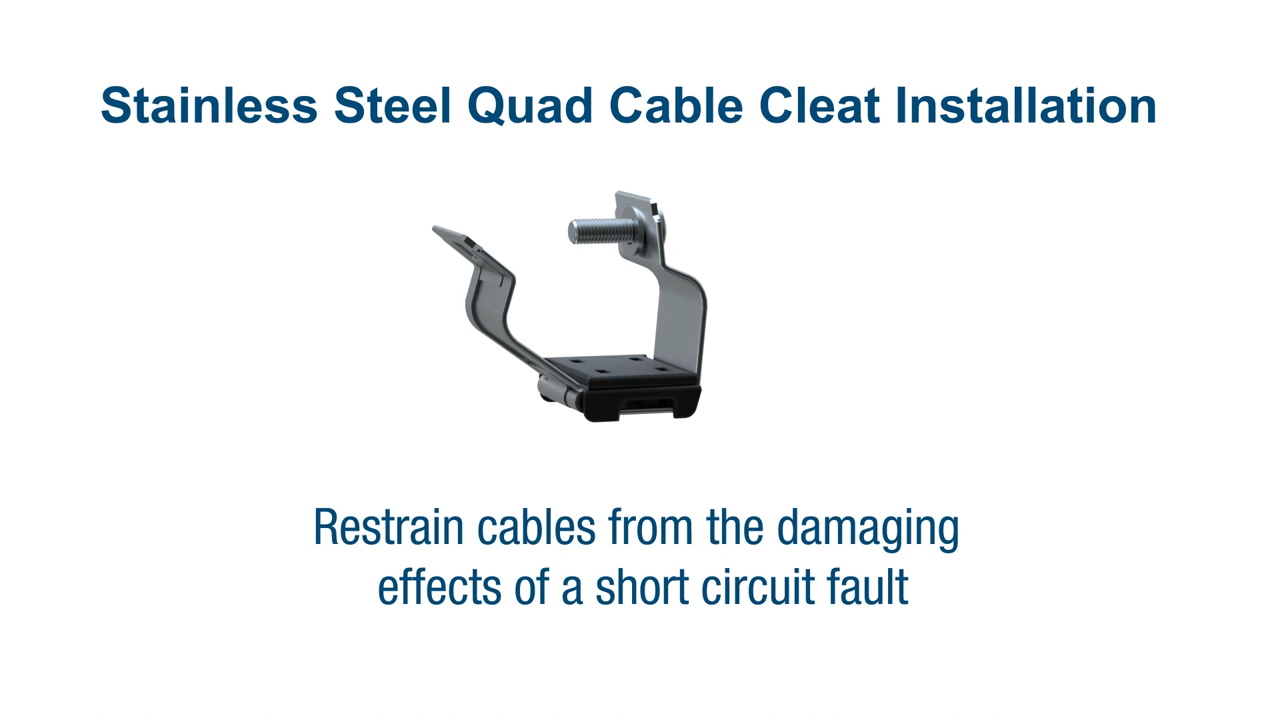 Stainless Steel Quad Cable Cleat Installation
Restrain cables from the damaging
effects of a short circuit fault